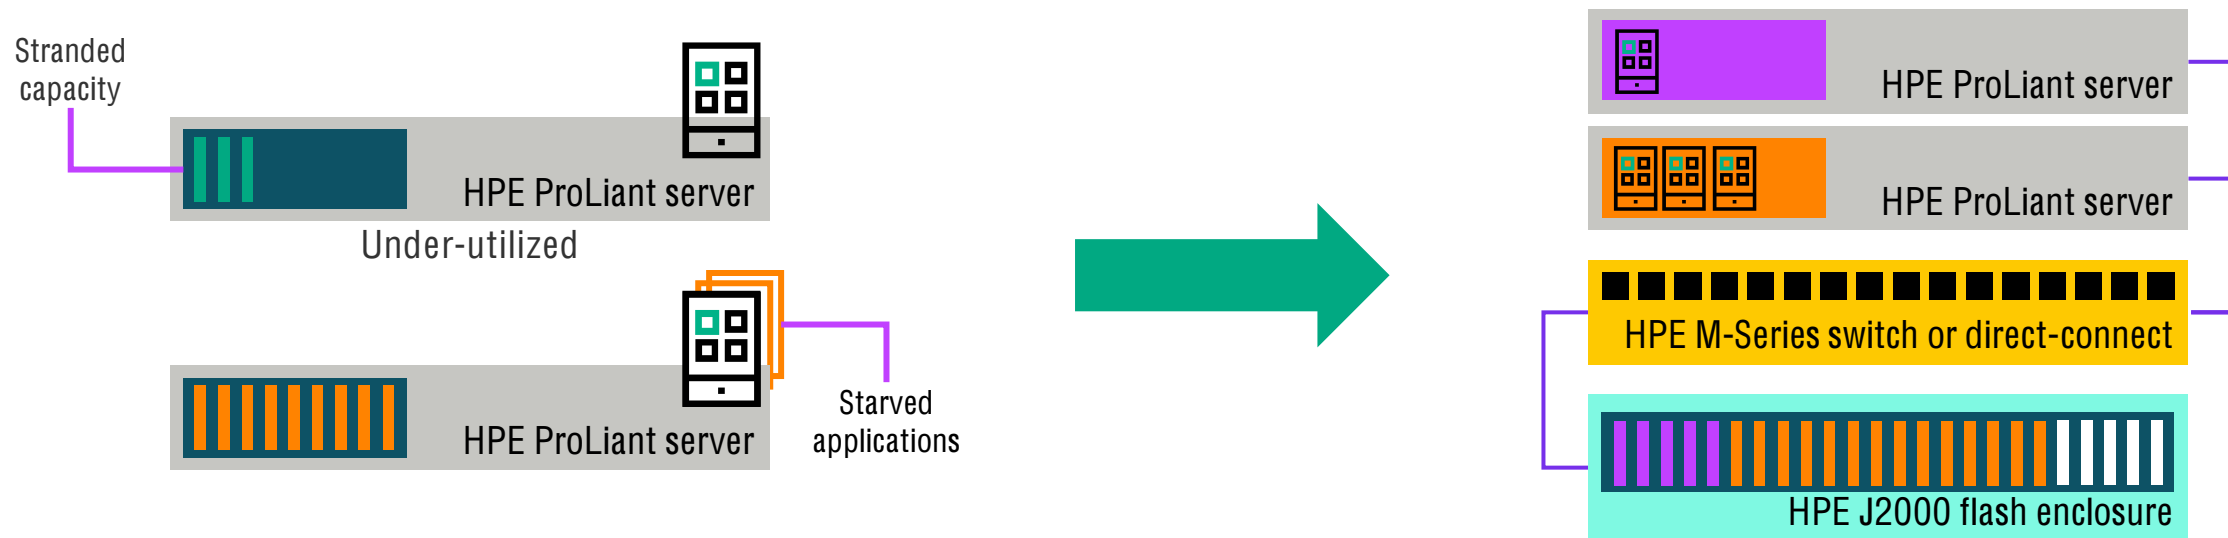 Stranded
capacity
HPE ProLiant server
Under-utilized
HPE ProLiant server
Starved
applications
HPE ProLiant server
HPE ProLiant server
HPE M-Series switch or direct-connect
HPE J2000 flash enclosure